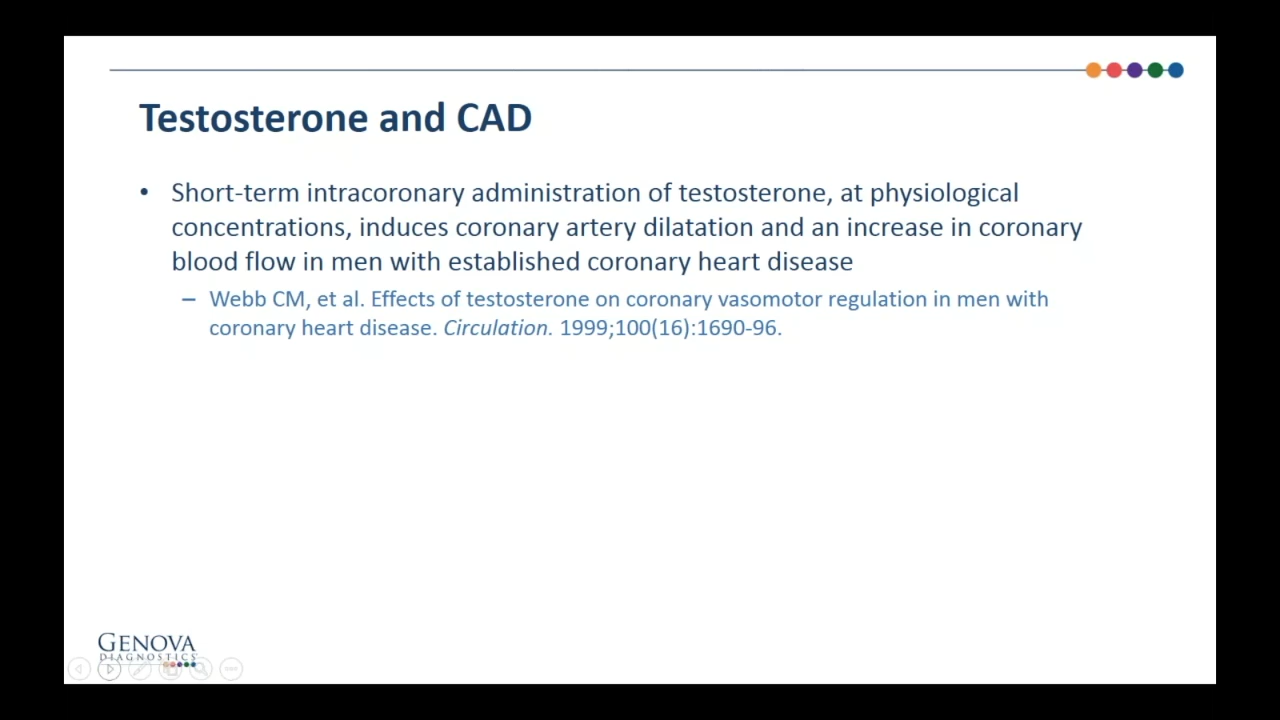 Testosterone and CAD
• Short-term intracoronary administration of testosterone, at physiological
concentrations, induces coronary artery dilatation and an increase in coronary
blood flow in men with established coronary heart disease
– Webb CM, et al. Effects of testosterone on coronary vasomotor regulation in men with
coronary heart disease. Circulation. 1999;100(16):1690-96.
GENOVA
DIAGNOSTICS